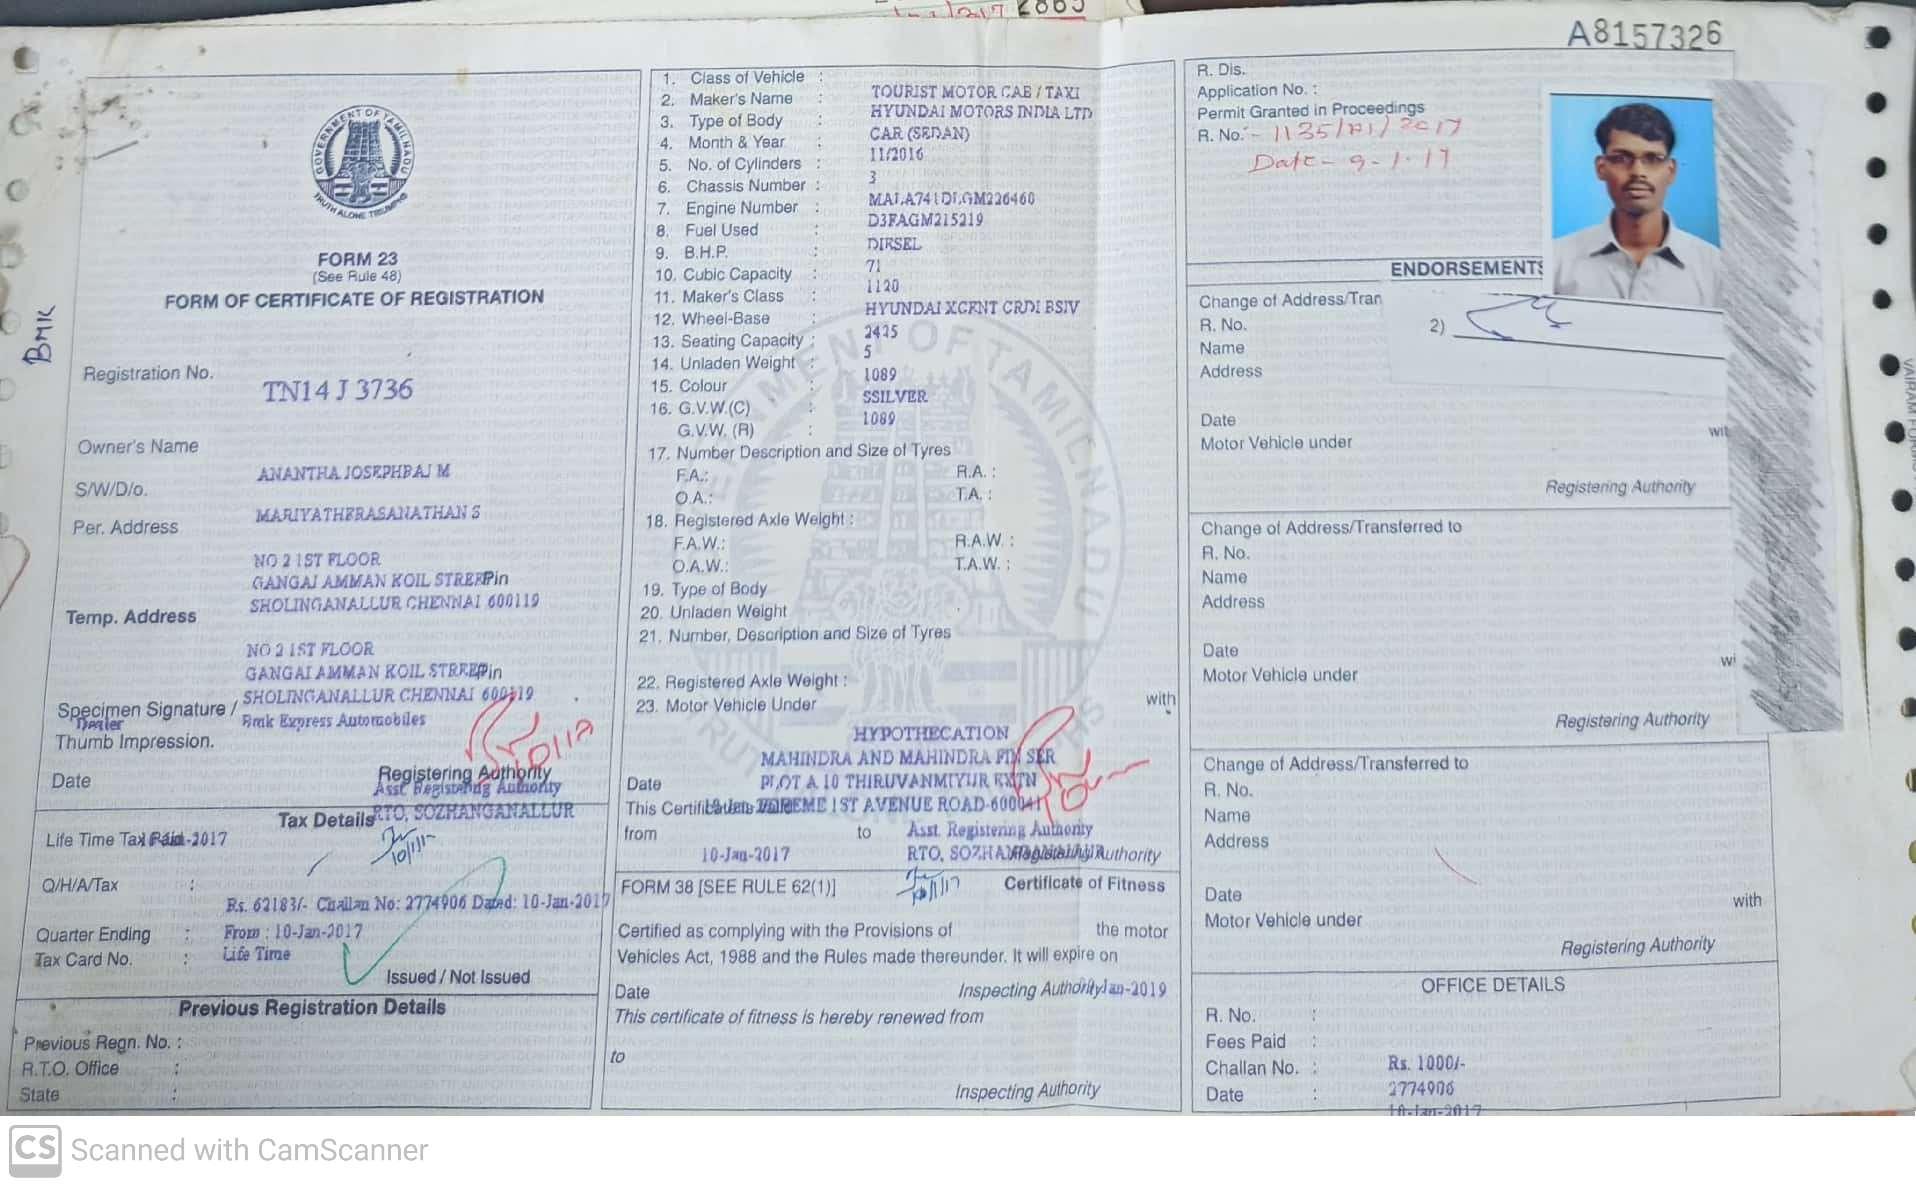 2865
A8157326
GOVERNMENT OF TAMILNADU
TRUTH ALONE TRIUMPHS
FORM 23
(See Rule 48)
FORM OF CERTIFICATE OF REGISTRATION
BMK
Registration No.
TN14 J 3736
Owner's Name
ANANTHA JOSEPHRAJ M
S/W/D/o.
MARIYATHERASANATHAN S
Per. Address
NO 2 1ST FLOOR
GANGAI AMMAN KOIL STREE Pin
SHOLINGANALLUR CHENNAI 600119
Temp. Address
NO 2 1ST FLOOR
GANGAI AMMAN KOIL STREE Pin
SHOLINGANALLUR CHENNAI 600119
Specimen Signature /
Dealer Bmk Express Automobiles
Thumb Impression.
Date
Registering Authority
Asst. Registering Authority
RTO, SOZHANGANALLUR
Tax Details
Life Time Tax Paid -2017
10/1/17
Q/H/A/Tax :
Rs. 62183/- Challan No: 2774906 Dated: 10-Jan-2017
Quarter Ending : From : 10-Jan-2017
Tax Card No. : Life Time
Issued / Not Issued
Previous Registration Details
Previous Regn. No. :
R.T.O. Office :
State :
1. Class of Vehicle : TOURIST MOTOR CAB / TAXI
2. Maker's Name : HYUNDAI MOTORS INDIA LTD
3. Type of Body : CAR (SEDAN)
4. Month & Year : 11/2016
5. No. of Cylinders : 3
6. Chassis Number : MALA741DLGM226460
7. Engine Number : D3FAGM215219
8. Fuel Used : DIRSEL
9. B.H.P. : 71
10. Cubic Capacity : 1120
11. Maker's Class : HYUNDAI XCENT CRDI BSIV
12. Wheel-Base : 2425
13. Seating Capacity : 5
14. Unladen Weight : 1089
15. Colour : SSILVER
16. G.V.W.(C) : 1089
G.V.W. (R) :
17. Number Description and Size of Tyres
F.A.: R.A. :
O.A.: T.A. :
18. Registered Axle Weight :
F.A.W.: R.A.W. :
O.A.W.: T.A.W. :
19. Type of Body
20. Unladen Weight
21. Number, Description and Size of Tyres
22. Registered Axle Weight :
23. Motor Vehicle Under with
HYPOTHECATION
MAHINDRA AND MAHINDRA FIN SER
Date PLOT A 10 THIRUVANMIYUR EXTN
This Certificate 1ST AVENUE ROAD-600041
from to Asst. Registering Authority
10-Jan-2017 RTO, Registering Authority
FORM 38 [SEE RULE 62(1)] Certificate of Fitness
Certified as complying with the Provisions of the motor
Vehicles Act, 1988 and the Rules made thereunder. It will expire on
Date Inspecting Authority Jan-2019
This certificate of fitness is hereby renewed from
to
Inspecting Authority
R. Dis.
Application No. :
Permit Granted in Proceedings
R. No. - 1135/A1/2017
Date - 9-1-17
ENDORSEMENTS
Change of Address/Tran
R. No.
2)
Name
Address
Date
Motor Vehicle under wit
Registering Authority
Change of Address/Transferred to
R. No.
Name
Address
Date
Motor Vehicle under wi
Registering Authority
Change of Address/Transferred to
R. No.
Name
Address
Date
Motor Vehicle under with
Registering Authority
OFFICE DETAILS
R. No. :
Fees Paid :
Challan No. : Rs. 1000/-
Date : 2774906
10-Jan-2017
CS Scanned with CamScanner